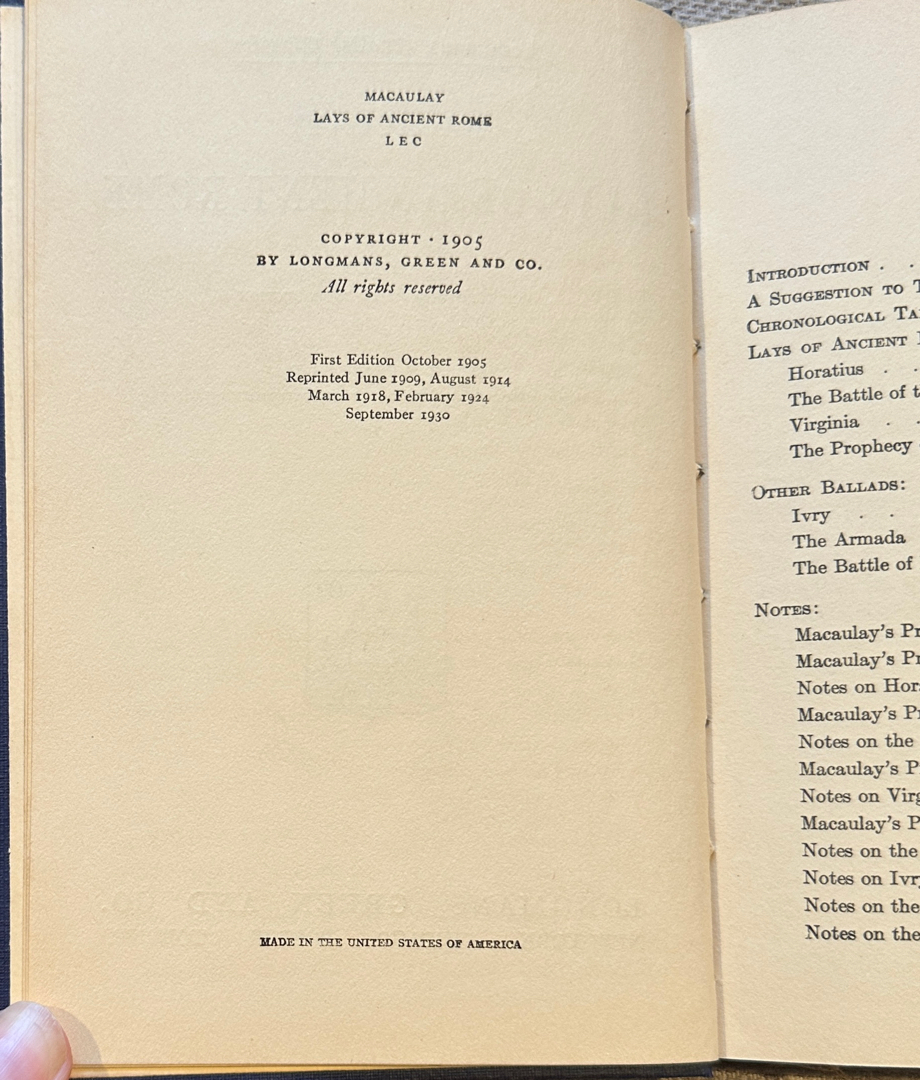 MACAULAY
LAYS OF ANCIENT ROME
L E C
COPYRIGHT · 1905
BY LONGMANS, GREEN AND CO.
All rights reserved
First Edition October 1905
Reprinted June 1909, August 1914
March 1918, February 1924
September 1930
MADE IN THE UNITED STATES OF AMERICA
INTRODUCTION . .
A SUGGESTION TO
CHRONOLOGICAL
LAYS OF ANCIENT
Horatius . .
The Battle of
Virginia . .
The Prophecy
OTHER BALLADS:
Ivry . .
The Armada
The Battle of
NOTES:
Macaulay's
Macaulay's
Notes on
Macaulay's
Notes on the
Macaulay's
Notes on
Macaulay's
Notes on the
Notes on
Notes on the
Notes on the